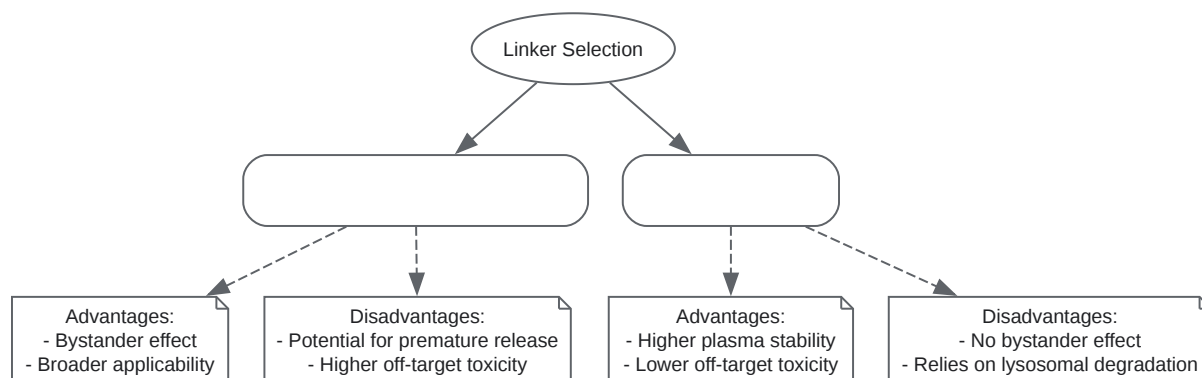 Linker Selection
Advantages:
- Bystander effect
- Broader applicability
Disadvantages:
- Potential for premature release
- Higher off-target toxicity
Advantages:
- Higher plasma stability
- Lower off-target toxicity
Disadvantages:
- No bystander effect
- Relies on lysosomal degradation